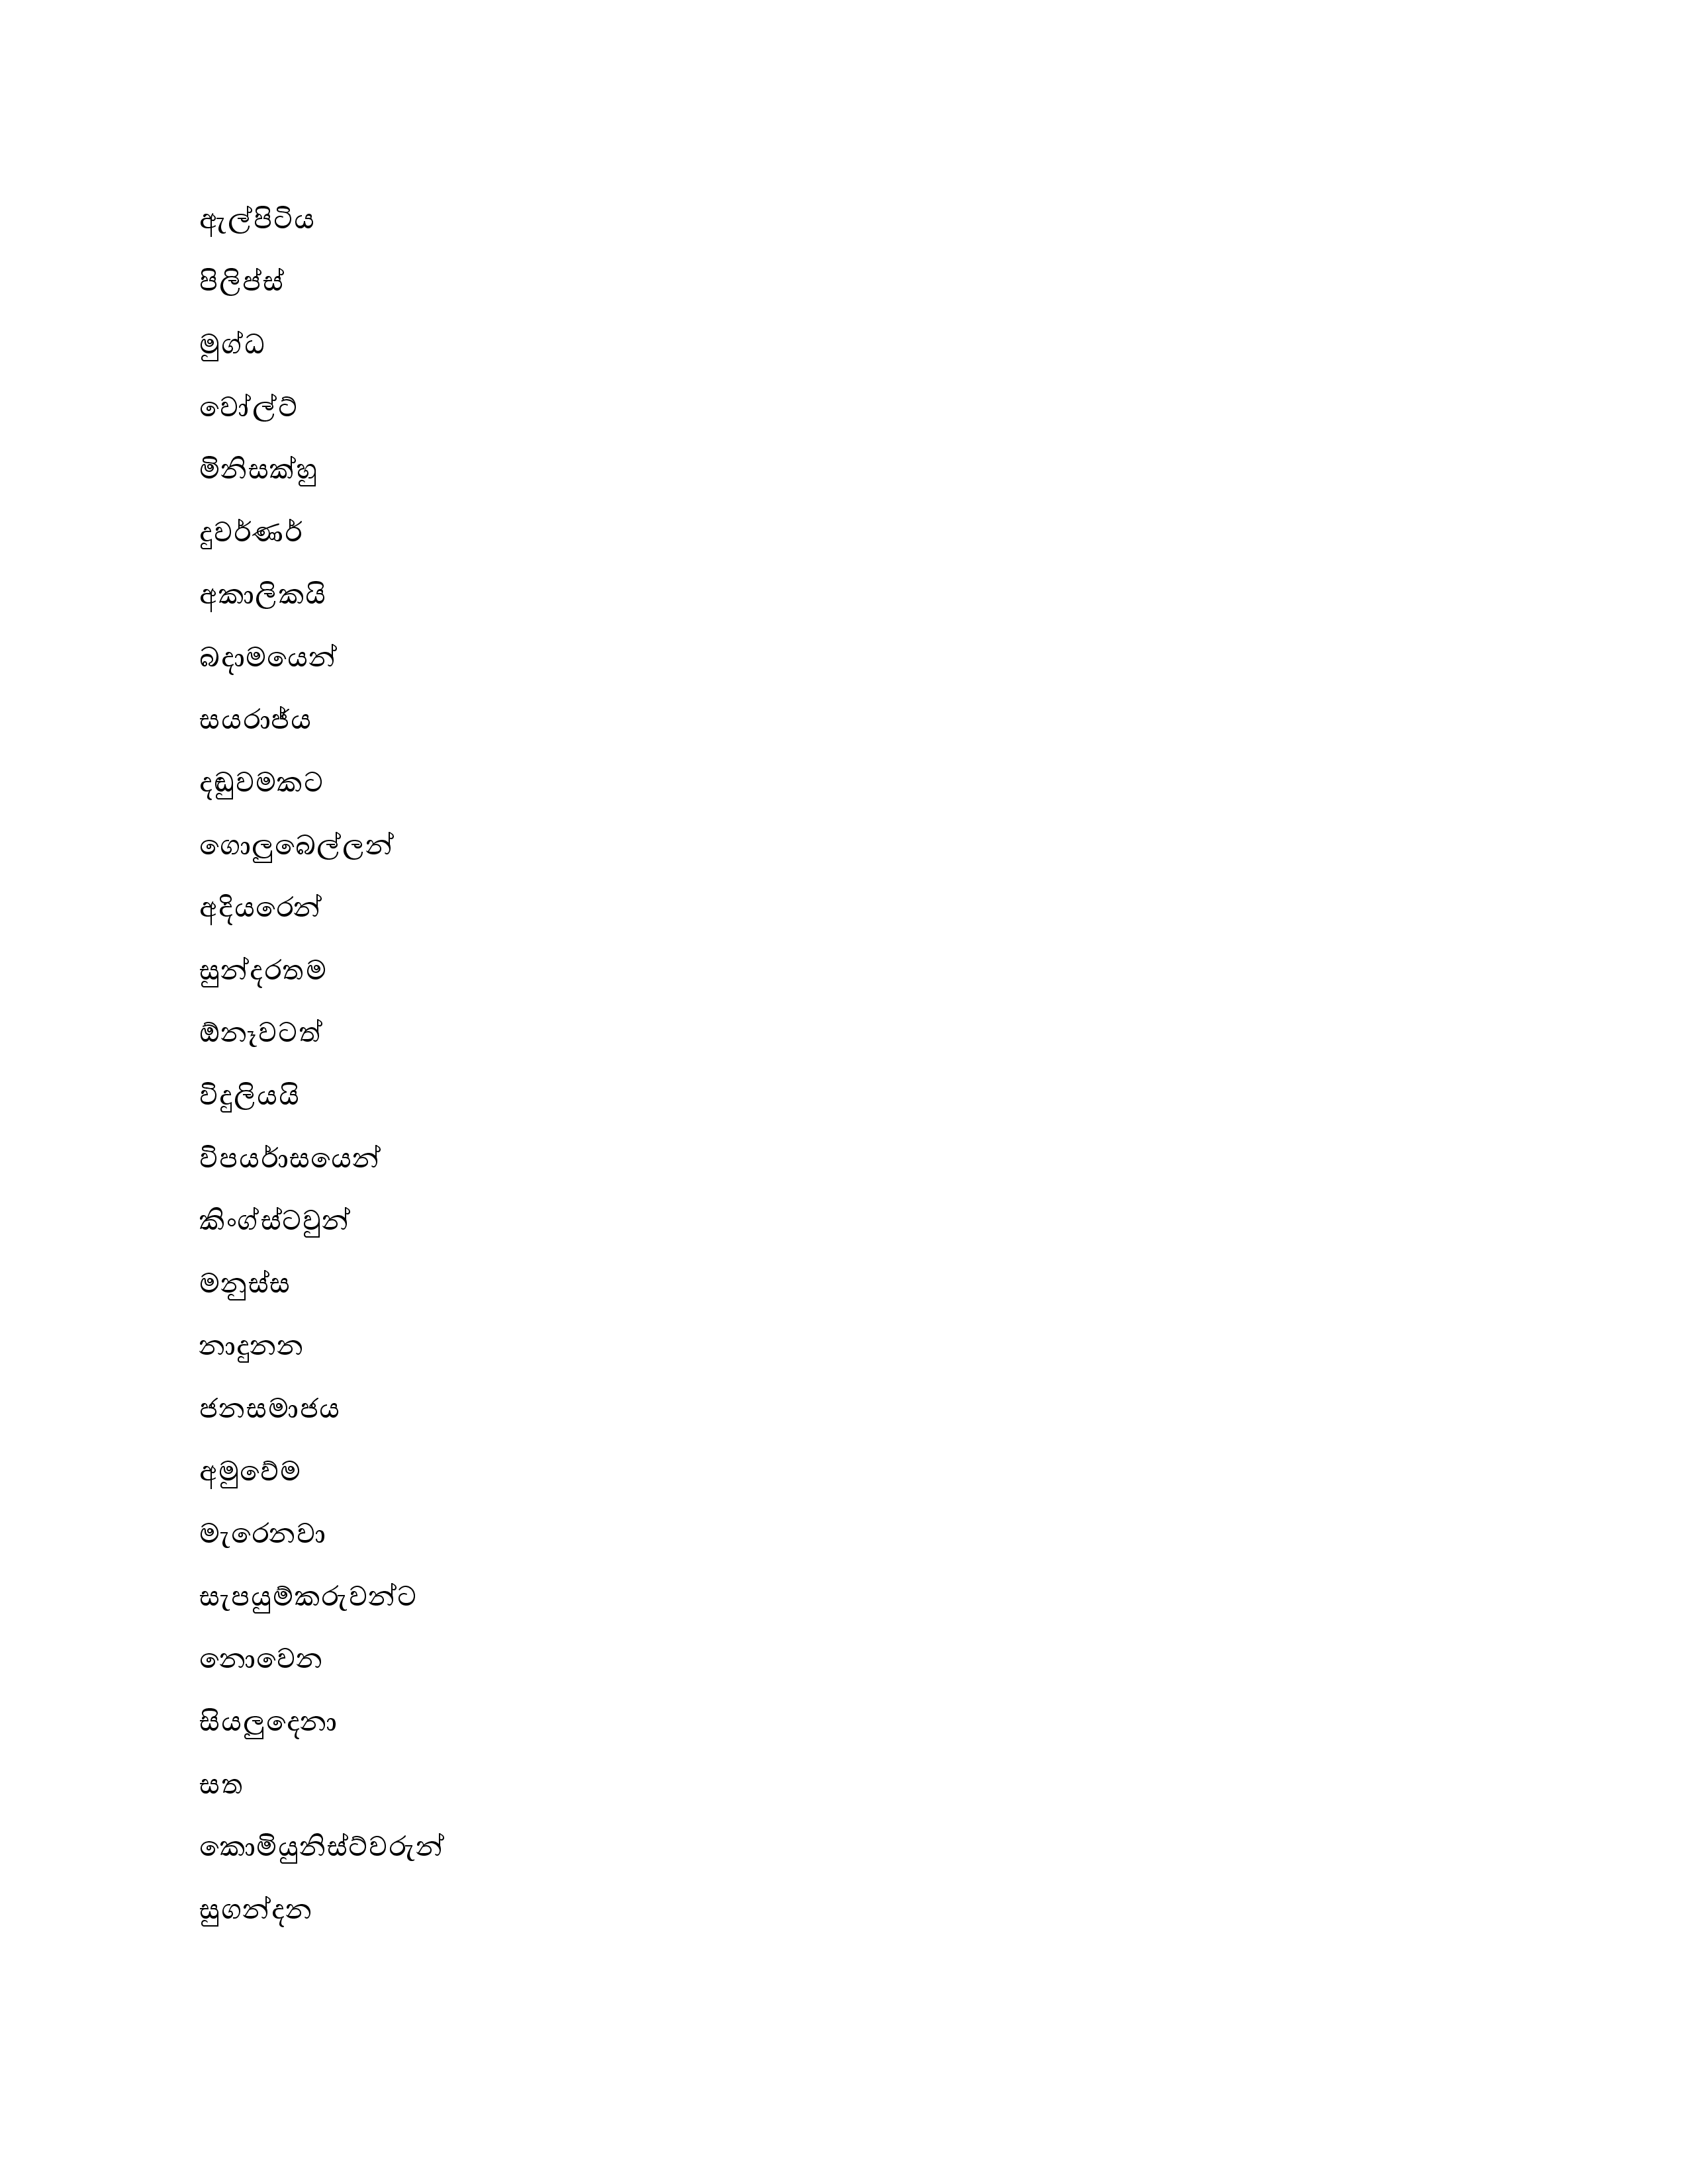 ඇල්පිටිය
පිලිප්ස්
මුග්ධ
වෝල්ට්
මිනිසක්හු
දුවර්ණර්
අකාලිකයි
බදාමයෙන්
සයරාජ්ය
දඬුවමකට
ගොලුබෙල්ලන්
අදියරෙන්
සුන්දරතම
ඕනෑවටත්
විදුලියයි
විපයර්ාසයෙන්
කිංග්ස්ටවුන්
මනුස්ස
නාදුනන
ජනසමාජය
අමුවේම
මැරෙනවා
සැපයුම්කරුවන්ට
නොවෙන
සියලුදෙනා
සත
කොමියුනිස්ට්වරුන්
සුගන්දන